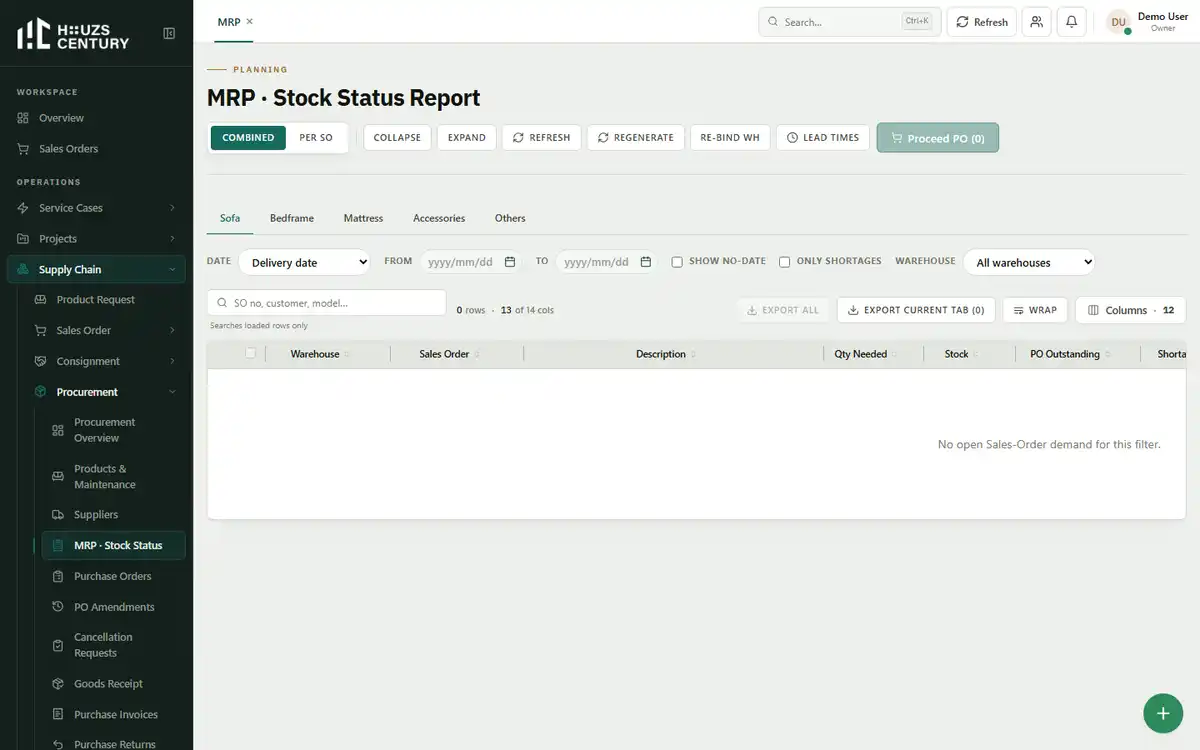 HOUZS
CENTURY
WORKSPACE
Overview
Sales Orders
OPERATIONS
Service Cases
Projects
Supply Chain
Product Request
Sales Order
Consignment
Procurement
Procurement
Overview
Products &
Maintenance
Suppliers
MRP · Stock Status
Purchase Orders
PO Amendments
Cancellation
Requests
Goods Receipt
Purchase Invoices
Purchase Returns
MRP ×
Search... Ctrl+K
Refresh
DU
Demo User
Owner
PLANNING
MRP · Stock Status Report
COMBINED PER SO COLLAPSE EXPAND REFRESH REGENERATE RE-BIND WH LEAD TIMES Proceed PO (0)
Sofa Bedframe Mattress Accessories Others
DATE Delivery date FROM yyyy/mm/dd TO yyyy/mm/dd SHOW NO-DATE ONLY SHORTAGES WAREHOUSE All warehouses
SO no, customer, model... 0 rows · 13 of 14 cols EXPORT ALL EXPORT CURRENT TAB (0) WRAP Columns · 12
Searches loaded rows only
Warehouse Sales Order Description Qty Needed Stock PO Outstanding Shorta
No open Sales-Order demand for this filter.
+